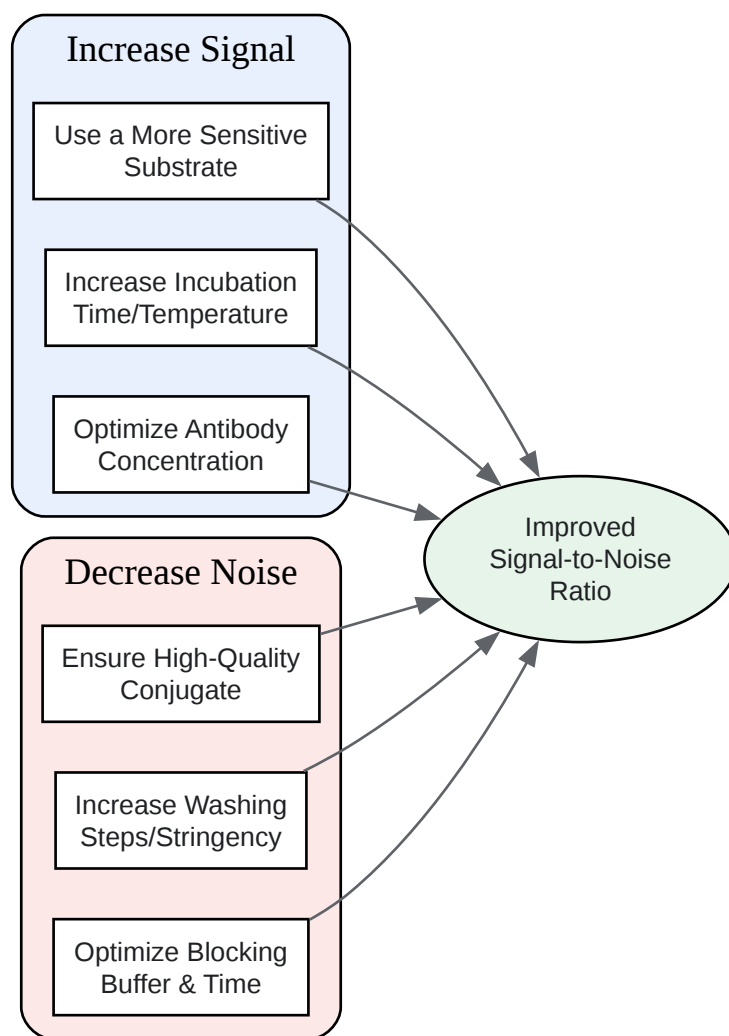 Increase Signal
Use a More Sensitive
Substrate
Increase Incubation
Time/Temperature
Optimize Antibody
Concentration
Improved
Signal-to-Noise
Ratio
Decrease Noise
Ensure High-Quality
Conjugate
Increase Washing
Steps/Stringency
Optimize Blocking
Buffer & Time